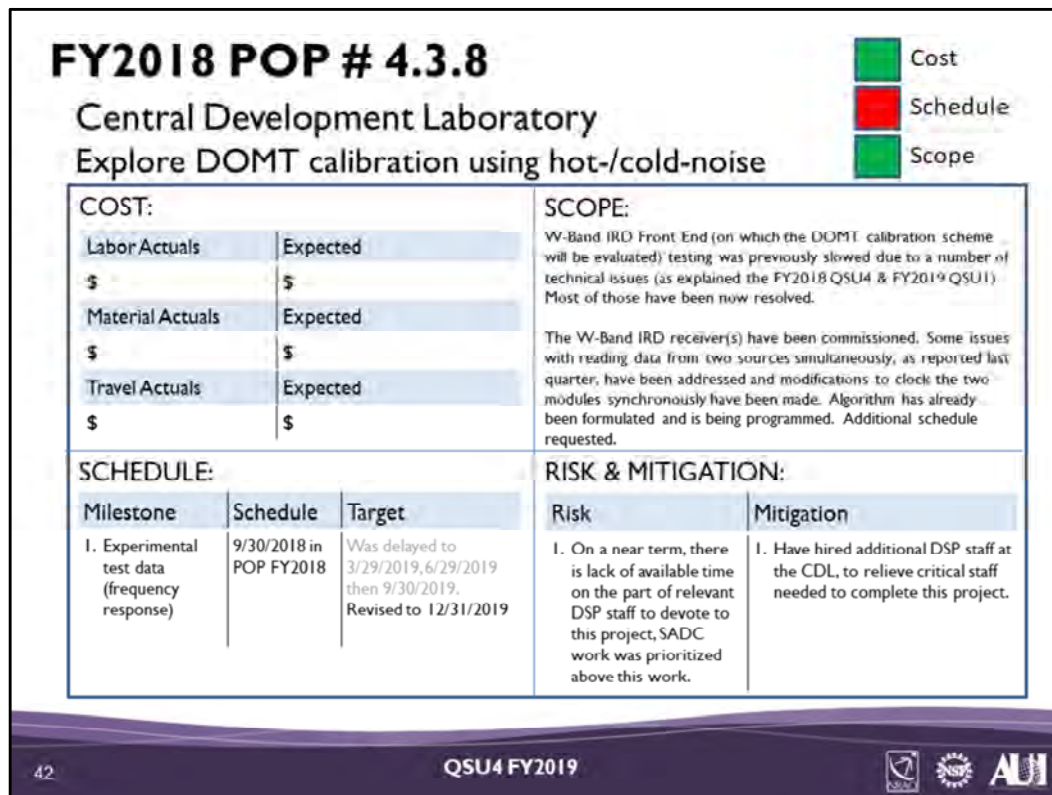 FY2018 POP # 4.3.8
Central Development Laboratory
Explore DOMT calibration using hot-/cold-noise
Cost
Schedule
Scope
COST:
Labor Actuals Expected
$ $
Material Actuals Expected
$ $
Travel Actuals Expected
$ $
SCOPE:
W-Band IRD Front End (on which the DOMT calibration scheme
will be evaluated) testing was previously slowed due to a number of
technical issues (as explained the FY2018 QSU4 & FY2019 QSU1)
Most of those have been now resolved.
The W-Band IRD receiver(s) have been commissioned. Some issues
with reading data from two sources simultaneously, as reported last
quarter, have been addressed and modifications to clock the two
modules synchronously have been made. Algorithm has already
been formulated and is being programmed. Additional schedule
requested.
SCHEDULE:
Milestone Schedule Target
1. Experimental
test data
(frequency
response)
9/30/2018 in
POP FY2018
Was delayed to
3/29/2019, 6/29/2019
then 9/30/2019.
Revised to 12/31/2019
RISK & MITIGATION:
Risk Mitigation
1. On a near term, there
is lack of available time
on the part of relevant
DSP staff to devote to
this project, SADC
work was prioritized
above this work.
1. Have hired additional DSP staff at
the CDL, to relieve critical staff
needed to complete this project.
42
QSU4 FY2019
NRAO
NSF
AUI